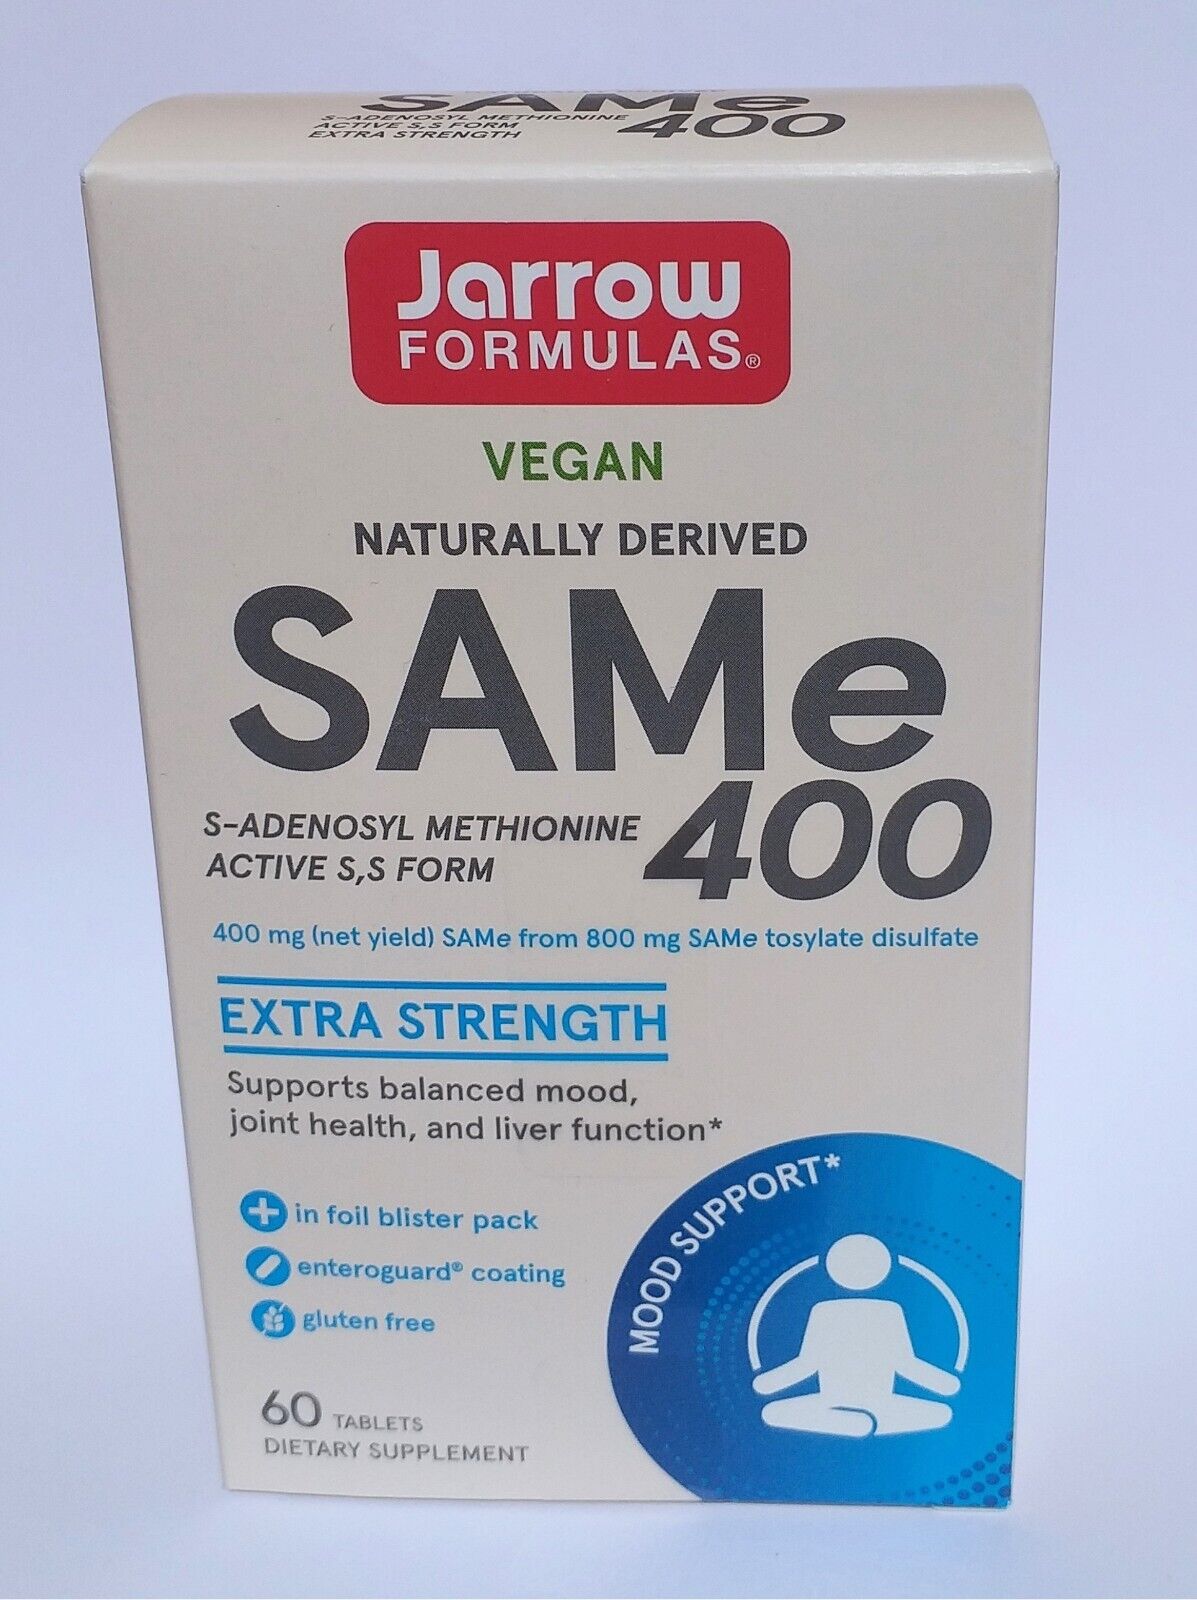 SAMe
S-ADENOSYL METHIONINE
ACTIVE S,S FORM
EXTRA STRENGTH
400
Jarrow
FORMULAS®
VEGAN
NATURALLY DERIVED
SAMe
400
S-ADENOSYL METHIONINE
ACTIVE S,S FORM
400 mg (net yield) SAMe from 800 mg SAMe tosylate disulfate
EXTRA STRENGTH
Supports balanced mood,
joint health, and liver function*
in foil blister pack
enteroguard® coating
gluten free
MOOD SUPPORT*
60 TABLETS
DIETARY SUPPLEMENT